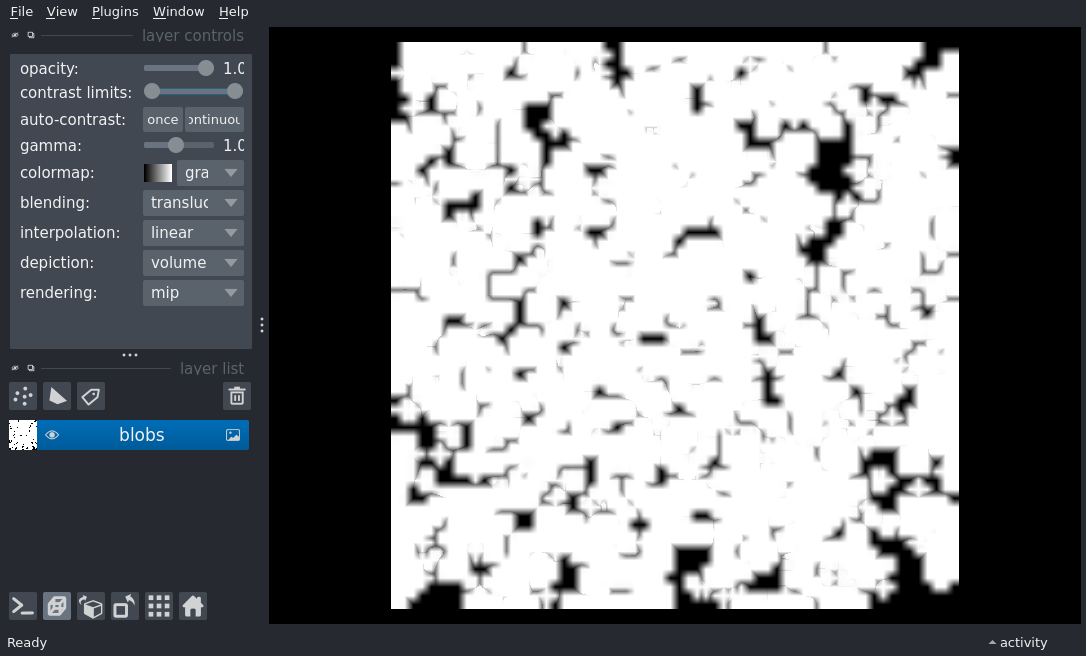 File View Plugins Window Help
layer controls
opacity: 1.0
contrast limits:
auto-contrast: once ontinuou
gamma: 1.0
colormap: gra
blending: transluc
interpolation: linear
depiction: volume
rendering: mip
layer list
blobs
Ready activity